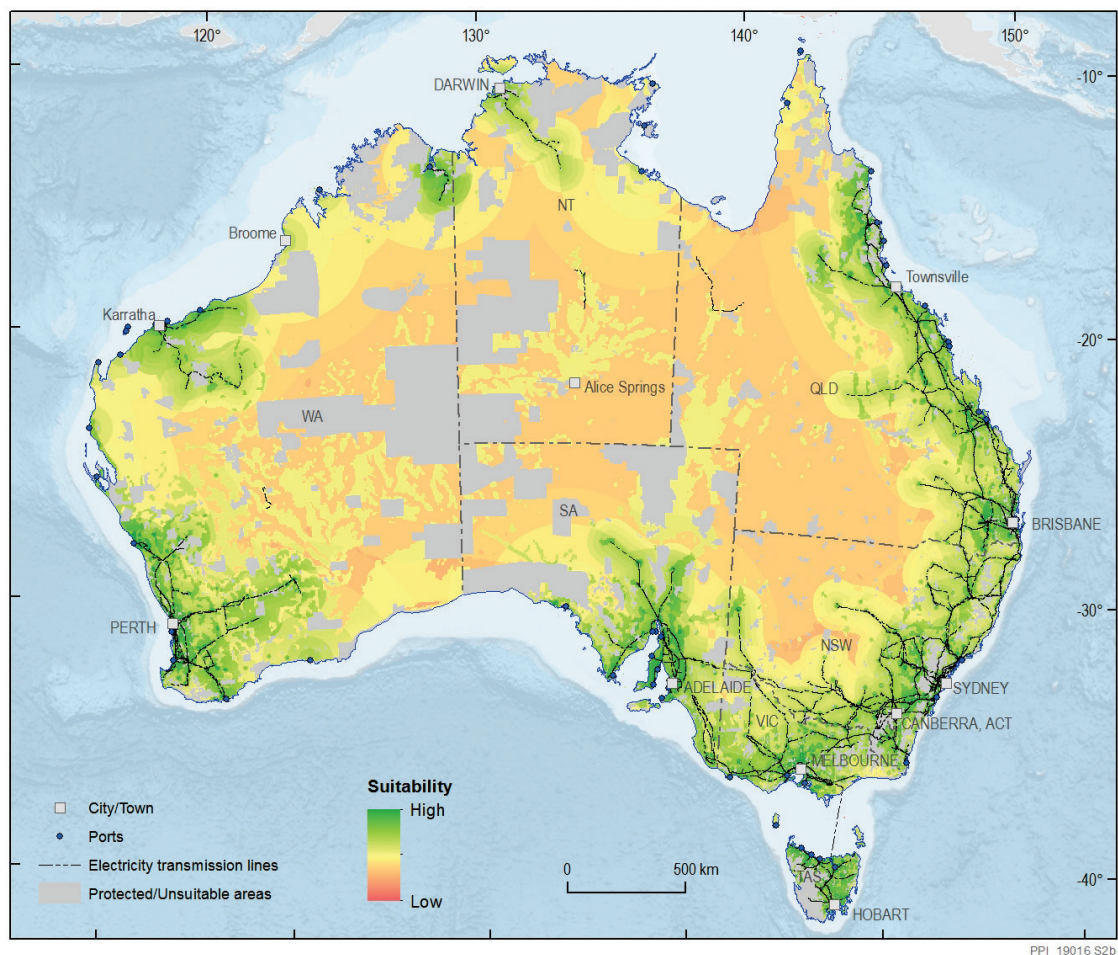 120°
130°
140°
150°
-10°
DARWIN
NT
Broome
Townsville
Karratha
-20°
Alice Springs
QLD
WA
SA
BRISBANE
-30°
PERTH
NSW
ADELAIDE
SYDNEY
VIC
CANBERRA, ACT
MELBOURNE
Suitability
High
Low
City/Town
Ports
Electricity transmission lines
Protected/Unsuitable areas
0
500 km
TAS
-40°
HOBART
PPI_19016 S2b